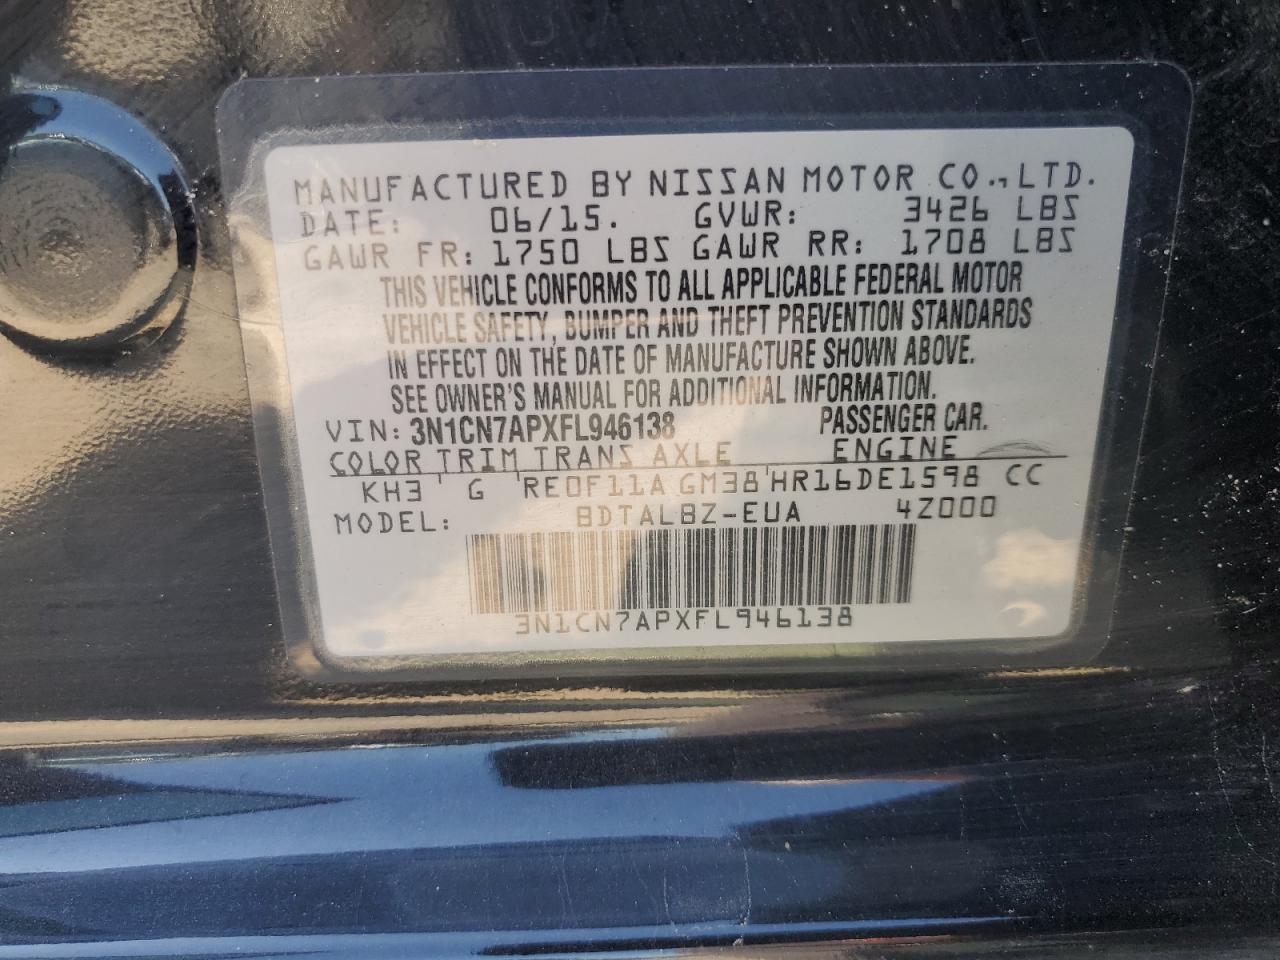 MANUFACTURED BY NISSAN MOTOR CO., LTD.
DATE: 06/15. GVWR: 3426 LBS
GAWR FR: 1750 LBS GAWR RR: 1708 LBS
THIS VEHICLE CONFORMS TO ALL APPLICABLE FEDERAL MOTOR
VEHICLE SAFETY, BUMPER AND THEFT PREVENTION STANDARDS
IN EFFECT ON THE DATE OF MANUFACTURE SHOWN ABOVE.
SEE OWNER'S MANUAL FOR ADDITIONAL INFORMATION.
VIN: 3N1CN7APXFL946138 PASSENGER CAR.
COLOR TRIM TRANS AXLE ENGINE
KH3 ' G ' RE0F11A GM38 ' HR16DE1598 CC
MODEL: BDTALBZ-EUA 4Z000
3N1CN7APXFL946138